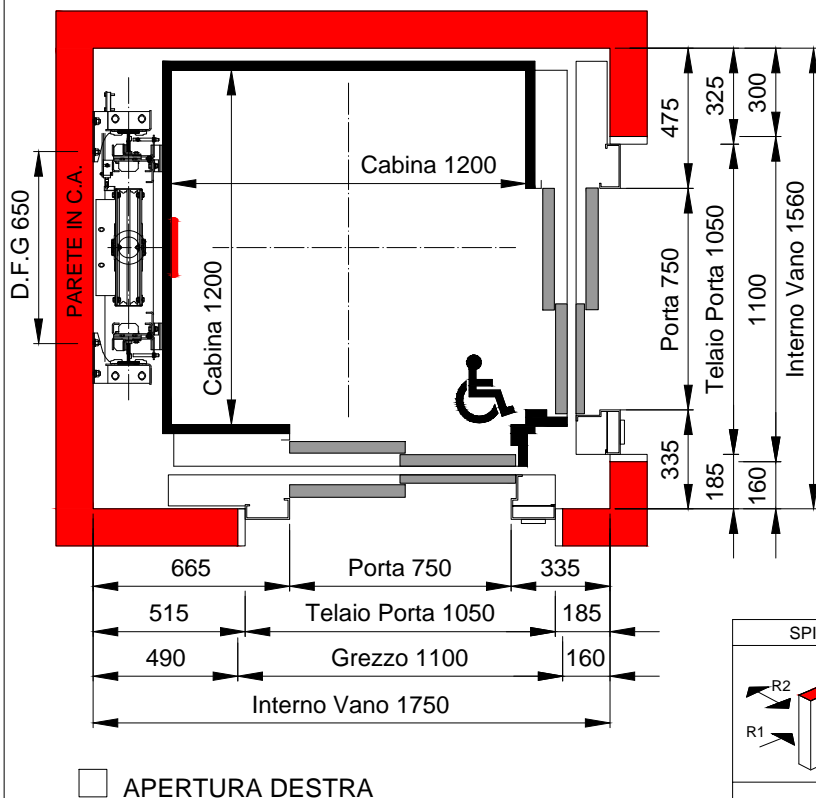 Cabina 1200
Cabina 1200
D.F.G 650
PARETE IN C.A.
475
325
300
Porta 750
Telaio Porta 1050
1100
Interno Vano 1560
335
185
160
665
Porta 750
335
515
Telaio Porta 1050
185
490
Grezzo 1100
160
Interno Vano 1750
APERTURA DESTRA
SPI
R2
R1